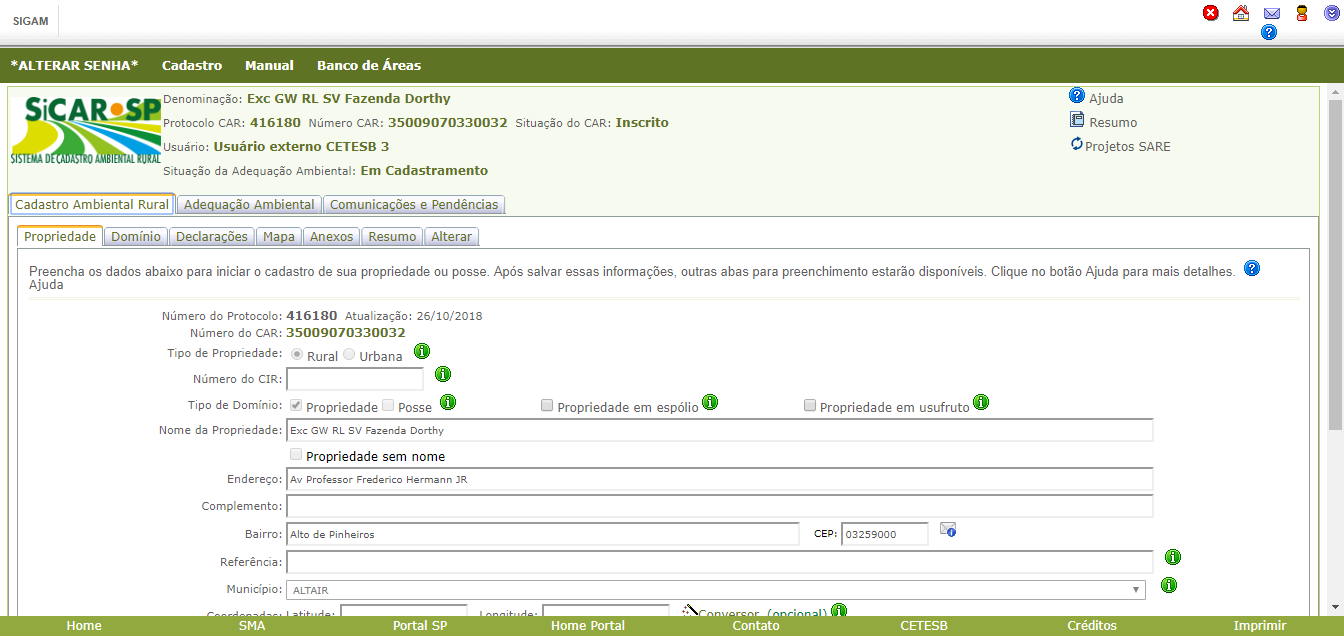 SIGAM
*ALTERAR SENHA* Cadastro Manual Banco de Áreas
SiCAR SP
SISTEMA DE CADASTRO AMBIENTAL RURAL
Denominação: Exc GW RL SV Fazenda Dorthy
Protocolo CAR: 416180 Número CAR: 35009070330032 Situação do CAR: Inscrito
Usuário: Usuário externo CETESB 3
Situação da Adequação Ambiental: Em Cadastramento
Ajuda
Resumo
Projetos SARE
Cadastro Ambiental Rural Adequação Ambiental Comunicações e Pendências
Propriedade Domínio Declarações Mapa Anexos Resumo Alterar
Preencha os dados abaixo para iniciar o cadastro de sua propriedade ou posse. Após salvar essas informações, outras abas para preenchimento estarão disponíveis. Clique no botão Ajuda para mais detalhes.
Ajuda
Número do Protocolo: 416180 Atualização: 26/10/2018
Número do CAR: 35009070330032
Tipo de Propriedade: Rural Urbana
Número do CIR:
Tipo de Domínio: Propriedade Posse Propriedade em espólio Propriedade em usufruto
Nome da Propriedade: Exc GW RL SV Fazenda Dorthy
Propriedade sem nome
Endereço: Av Professor Frederico Hermann JR
Complemento:
Bairro: Alto de Pinheiros CEP: 03259000
Referência:
Município: ALTAIR
Coordenadas: Latitude: Longitude: Conversor (opcional)
Home SMA Portal SP Home Portal Contato CETESB Créditos Imprimir